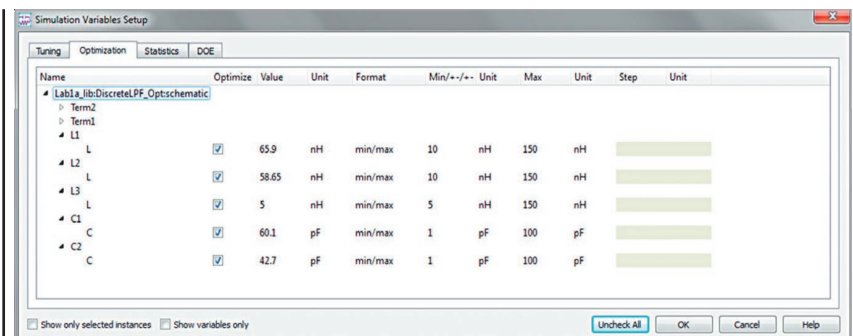 Simulation Variables Setup
Tuning Optimization Statistics DOE
Name Optimize Value Unit Format Min/+-/+- Unit Max Unit Step Unit
Lab1a_lib:DiscreteLPF_Opt:schematic
Term2
Term1
L1
L 65.9 nH min/max 10 nH 150 nH
L2
L 58.65 nH min/max 10 nH 150 nH
L3
L 5 nH min/max 5 nH 150 nH
C1
C 60.1 pF min/max 1 pF 100 pF
C2
C 42.7 pF min/max 1 pF 100 pF
Show only selected instances Show variables only Uncheck All OK Cancel Help